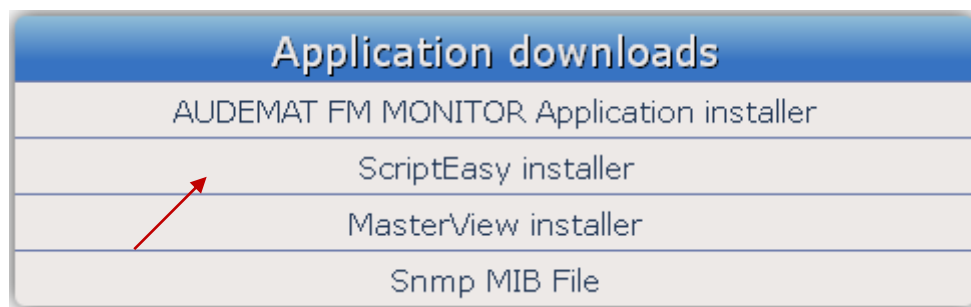 Application downloads
AUDEMAT FM MONITOR Application installer
ScriptEasy installer
MasterView installer
Snmp MIB File